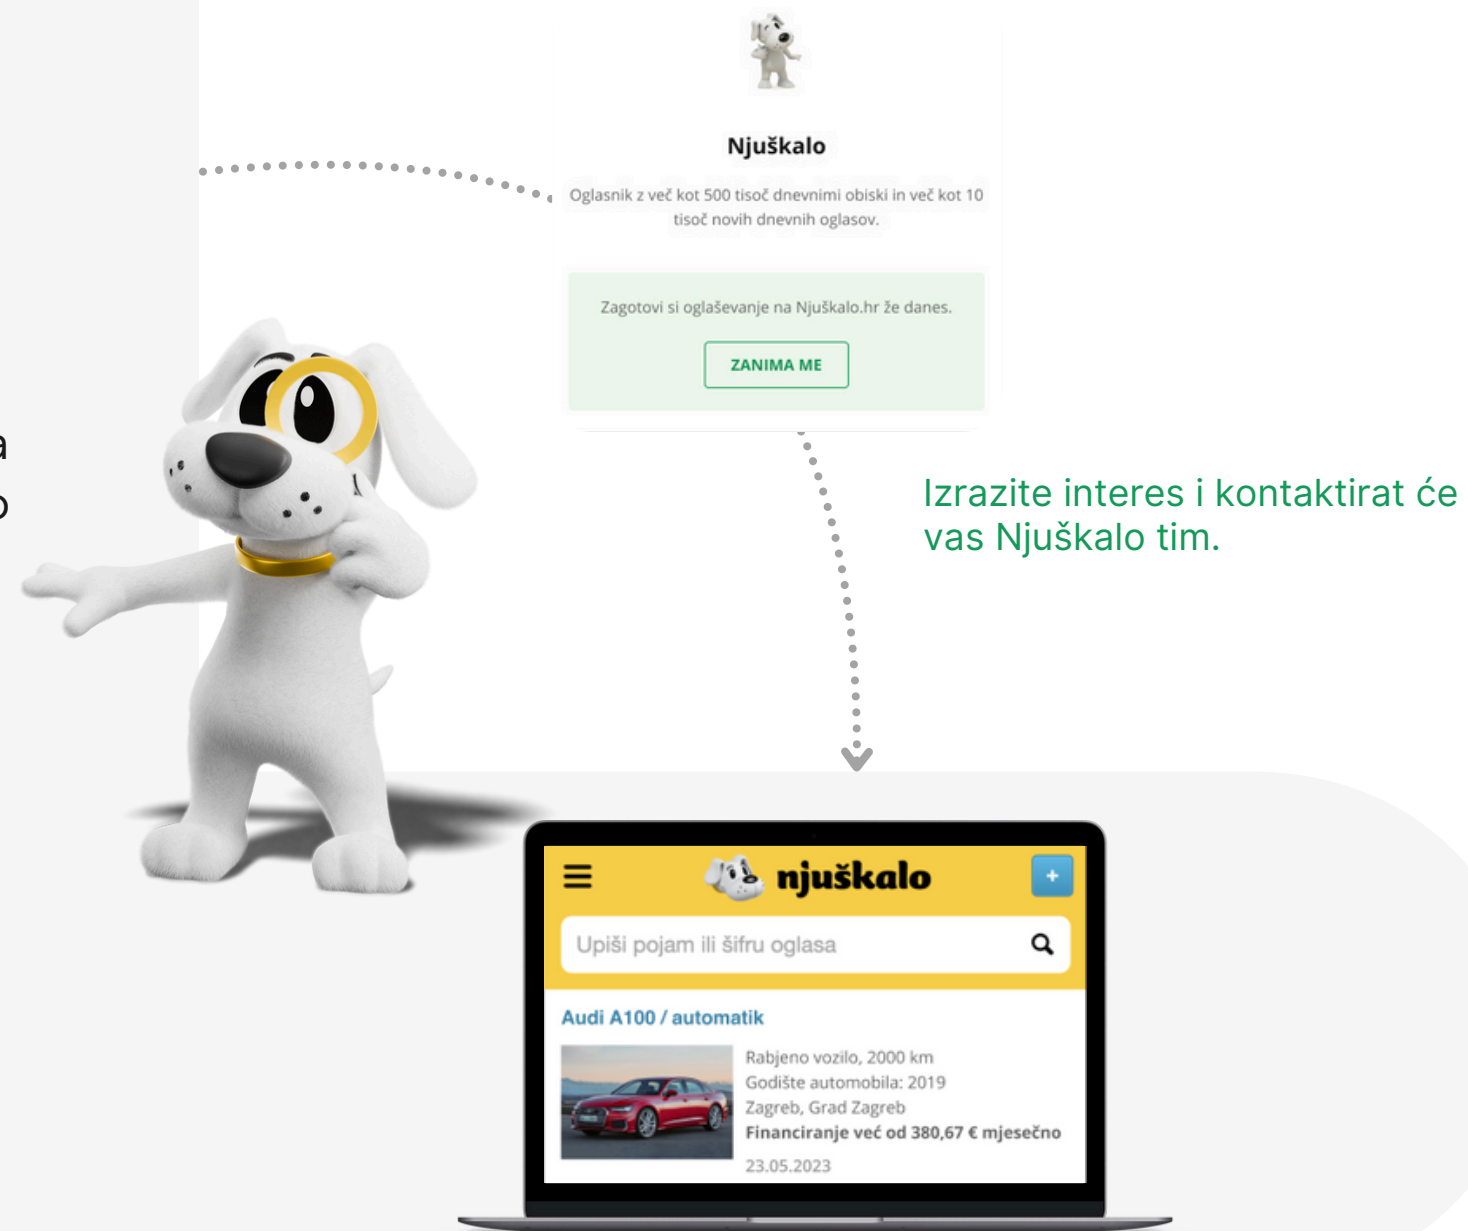 Njuškalo
Oglasnik z več kot 500 tisoč dnevnimi obiski in več kot 10
tisoč novih dnevnih oglasov.
Zagotovi si oglaševanje na Njuškalo.hr že danes.
ZANIMA ME
a
o
Izrazite interes i kontaktirat će
vas Njuškalo tim.
njuškalo
+
Upiši pojam ili šifru oglasa
Audi A100 / automatik
Rabjeno vozilo, 2000 km
Godište automobila: 2019
Zagreb, Grad Zagreb
Financiranje već od 380,67 € mjesečno
23.05.2023